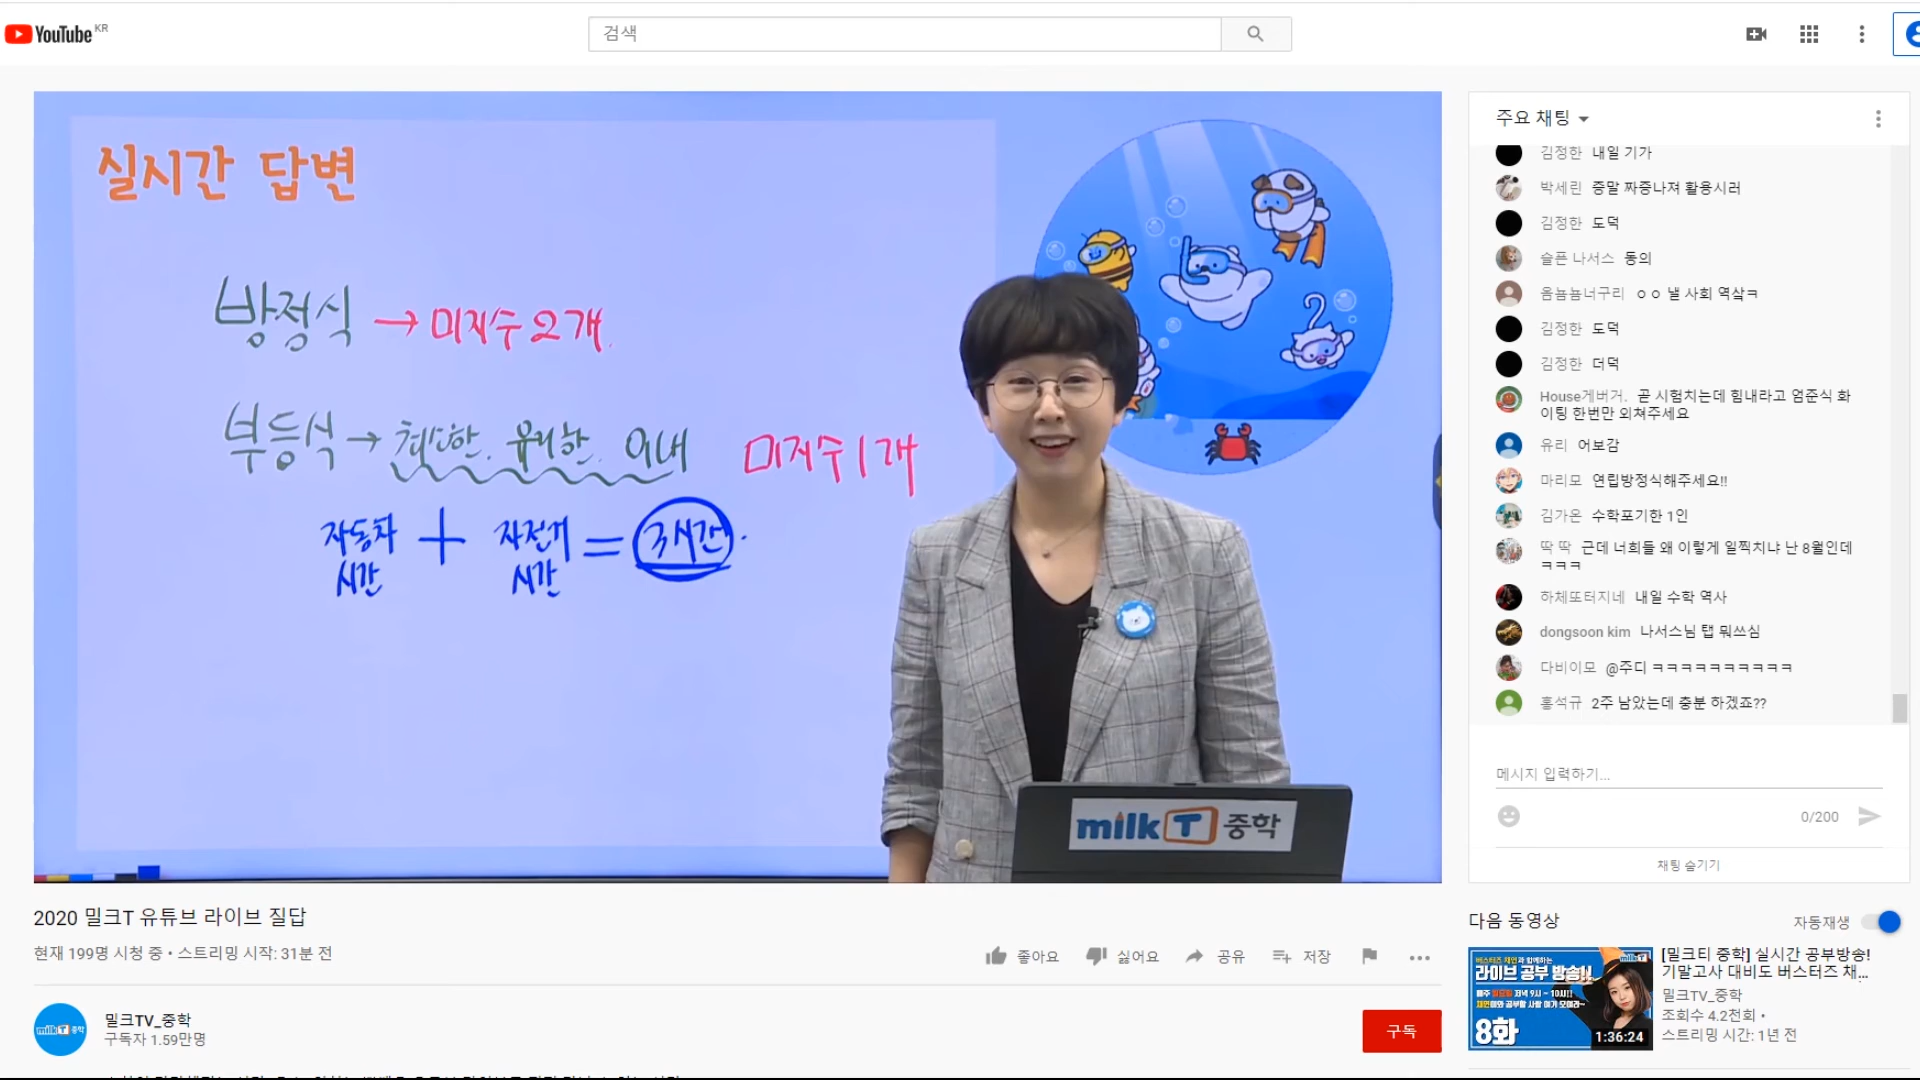 YouTube KR
검색
실시간 답변
방정식 → 미지수 2개.
부등식 → 최소한. 유리한. 이내 미지수 1개
자동차 시간 + 자전거 시간 = 3시간.
milk T 중학
2020 밀크T 유튜브 라이브 질답
현재 199명 시청 중 • 스트리밍 시작: 31분 전
좋아요 싫어요 공유 저장
milk T 중학
밀크TV_중학
구독자 1.59만명
구독
주요 채팅
김정한 내일 기가
박세린 증말 짜중나져 활용시러
김정한 도덕
슬픈 나서스 동의
움뇸뇸너구리 ㅇㅇ 낼 사회 역삭ㅋ
김정한 도덕
김정한 더덕
House게버거. 곧 시험치는데 힘내라고 엄준식 화
이팅 한번만 외쳐주세요
유리 어보감
마리모 연립방정식해주세요!!
김가온 수학포기한 1인
딱 딱 근데 너희들 왜 이렇게 일찍치냐 난 8월인데
ㅋㅋㅋ
하체또터지네 내일 수학 역사
dongsoon kim 나서스님 탭 뭐쓰심
다비이모 @주디 ㅋㅋㅋㅋㅋㅋㅋㅋㅋㅋ
홍석규 2주 남았는데 충분 하겠죠??
메시지 입력하기...
0/200
채팅 숨기기
다음 동영상
자동재생
라이브 공부 방송!!
8화
1:36:24
[밀크티 중학] 실시간 공부방송!
기말고사 대비도 버스터즈 채...
밀크TV_중학
조회수 4.2천회 •
스트리밍 시간: 1년 전